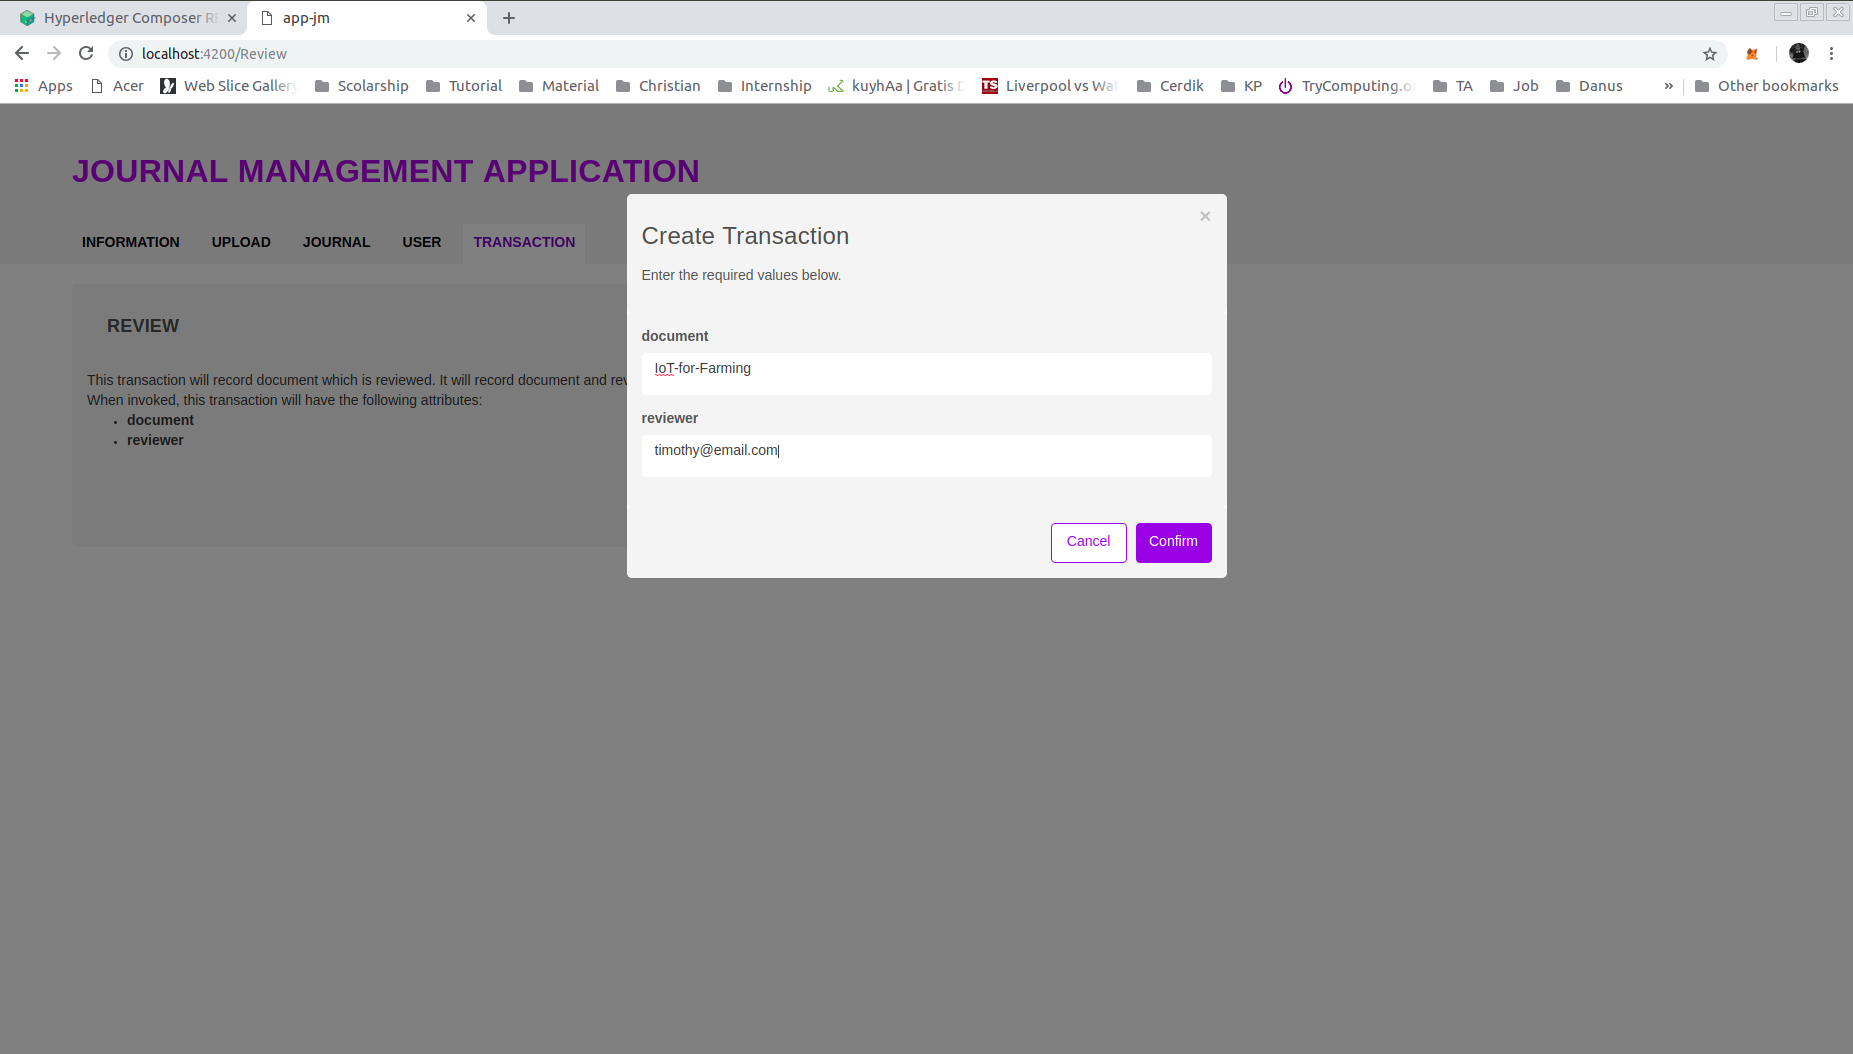 Hyperledger Composer RE
app-jm
localhost:4200/Review
Apps Acer Web Slice Gallery Scolarship Tutorial Material Christian Internship kuyhAa | Gratis D Liverpool vs Wat Cerdik KP TryComputing.o TA Job Danus » Other bookmarks
JOURNAL MANAGEMENT APPLICATION
INFORMATION UPLOAD JOURNAL USER TRANSACTION
REVIEW
This transaction will record document which is reviewed. It will record document and rev
When invoked, this transaction will have the following attributes:
• document
• reviewer
×
Create Transaction
Enter the required values below.
document
IoT-for-Farming
reviewer
timothy@email.com
Cancel Confirm